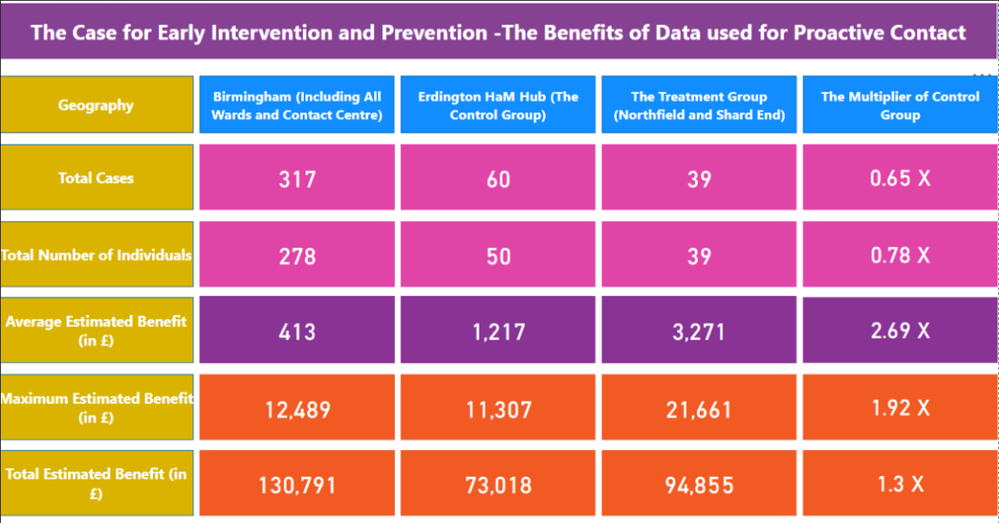 The Case for Early Intervention and Prevention -The Benefits of Data used for Proactive Contact
Geography
Birmingham (Including All
Wards and Contact Centre)
Erdington HaM Hub (The
Control Group)
The Treatment Group
(Northfield and Shard End)
The Multiplier of Control
Group
Total Cases
317
60
39
0.65 X
Total Number of Individuals
278
50
39
0.78 X
Average Estimated Benefit
(in £)
413
1,217
3,271
2.69 X
Maximum Estimated Benefit
(in £)
12,489
11,307
21,661
1.92 X
Total Estimated Benefit (in
£)
130,791
73,018
94,855
1.3 X